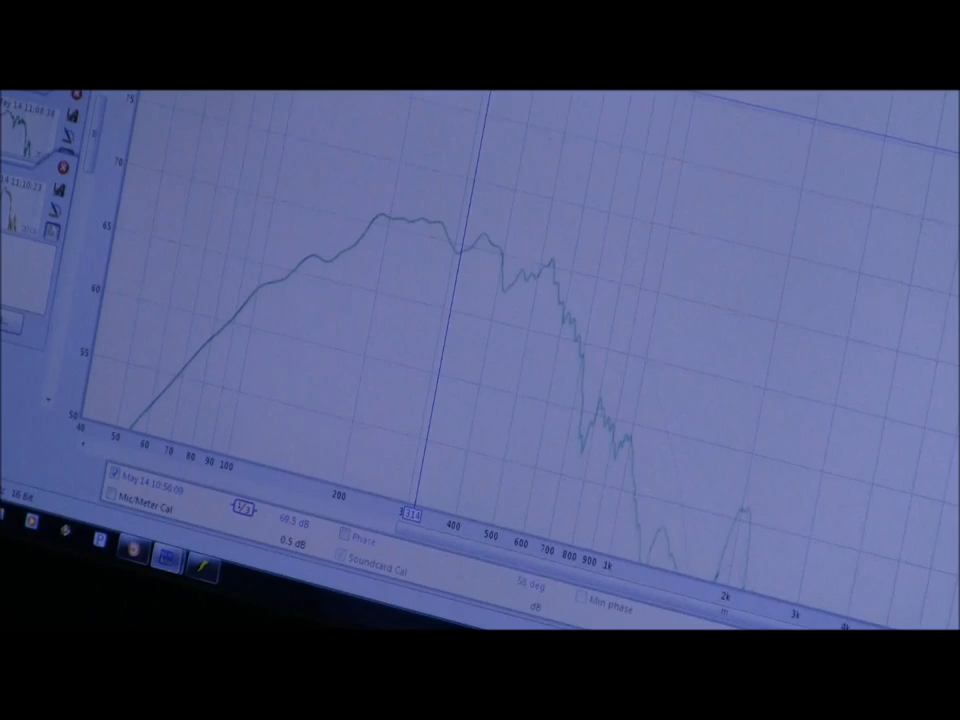 75
May 14 11:08:38
70
14 11:10:23
65
60
55
50
40 50 60 70 80 90 100 200 314 400 500 600 700 800 900 1k 2k 3k 4k
May 14 10:56:09
1/3
69.5 dB
Phase
58 deg
Min phase
Mic/Meter Cal
0.5 dB
Soundcard Cal
dB
16 Bit